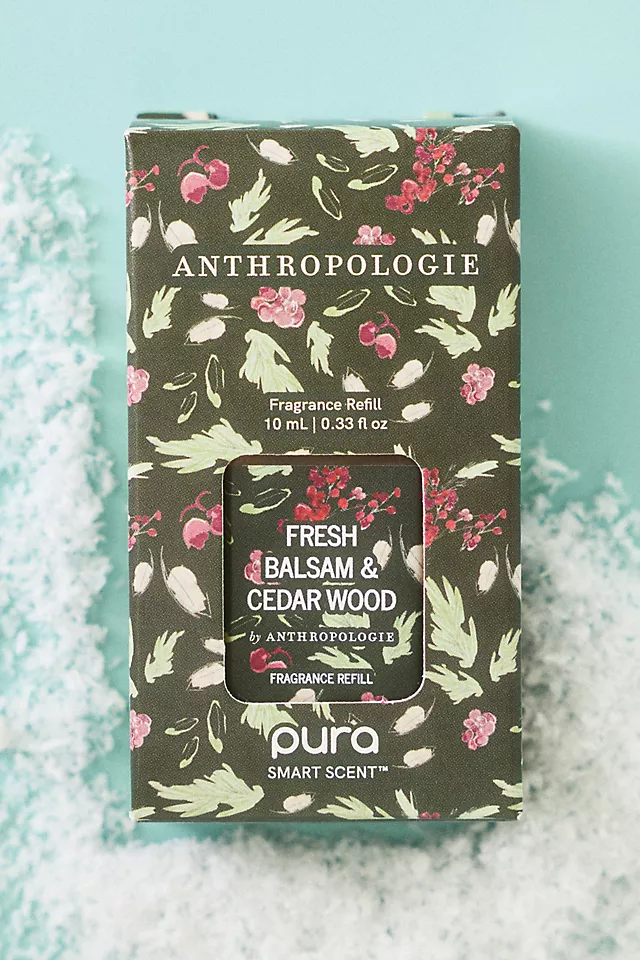 ANTHROPOLOGIE
Fragrance Refill
10 mL | 0.33 fl oz
FRESH
BALSAM &
CEDAR WOOD
by ANTHROPOLOGIE
FRAGRANCE REFILL
pura
SMART SCENT™